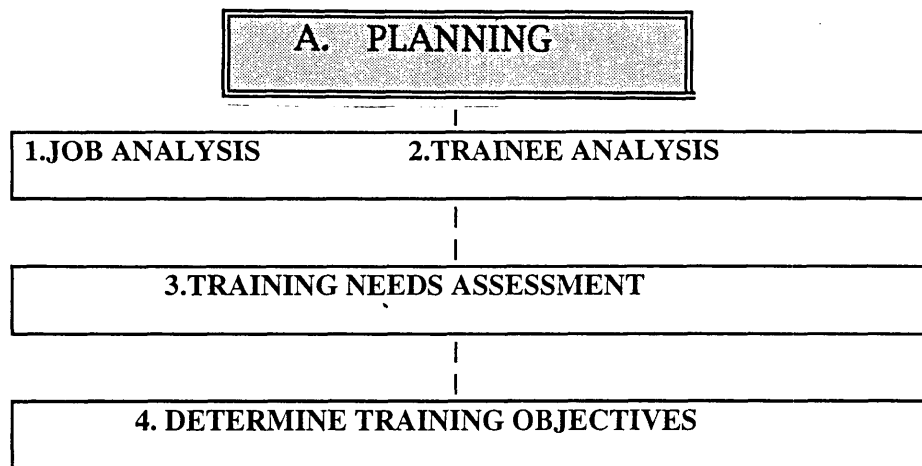 A. PLANNING
1.JOB ANALYSIS 2.TRAINEE ANALYSIS
3.TRAINING NEEDS ASSESSMENT
4. DETERMINE TRAINING OBJECTIVES